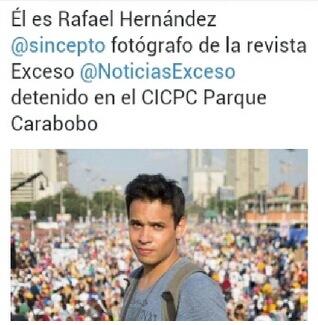 Él es Rafael Hernández
@sincepto fotógrafo de la revista
Exceso @NoticiasExceso
detenido en el CICPC Parque
Carabobo